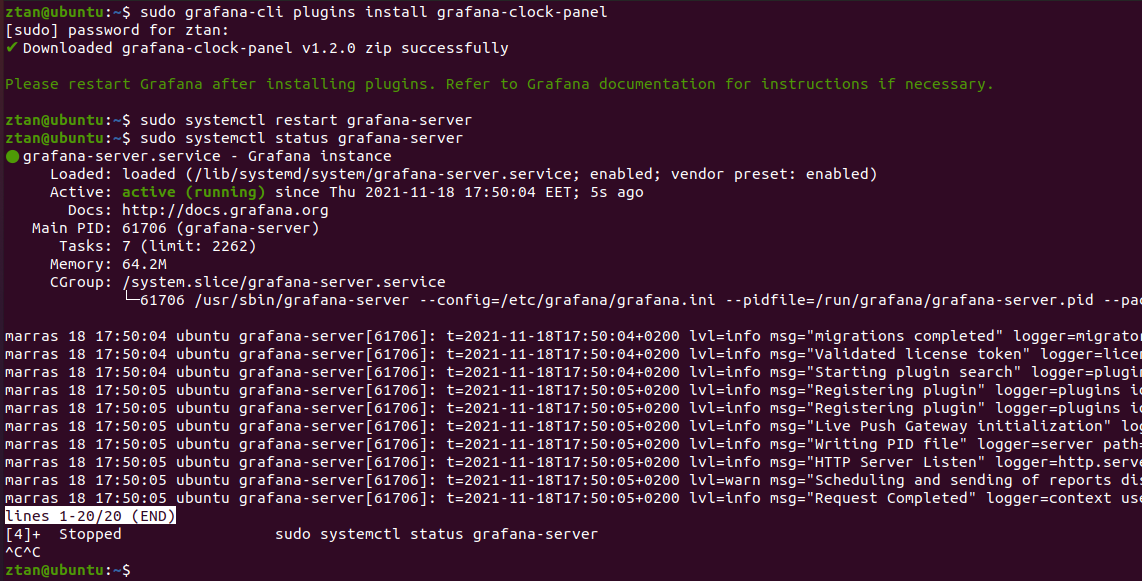 ztan@ubuntu:~$ sudo grafana-cli plugins install grafana-clock-panel
[sudo] password for ztan:
✔ Downloaded grafana-clock-panel v1.2.0 zip successfully
Please restart Grafana after installing plugins. Refer to Grafana documentation for instructions if necessary.
ztan@ubuntu:~$ sudo systemctl restart grafana-server
ztan@ubuntu:~$ sudo systemctl status grafana-server
● grafana-server.service - Grafana instance
Loaded: loaded (/lib/systemd/system/grafana-server.service; enabled; vendor preset: enabled)
Active: active (running) since Thu 2021-11-18 17:50:04 EET; 5s ago
Docs: http://docs.grafana.org
Main PID: 61706 (grafana-server)
Tasks: 7 (limit: 2262)
Memory: 64.2M
CGroup: /system.slice/grafana-server.service
└─61706 /usr/sbin/grafana-server --config=/etc/grafana/grafana.ini --pidfile=/run/grafana/grafana-server.pid --pac
marras 18 17:50:04 ubuntu grafana-server[61706]: t=2021-11-18T17:50:04+0200 lvl=info msg="migrations completed" logger=migrator
marras 18 17:50:04 ubuntu grafana-server[61706]: t=2021-11-18T17:50:04+0200 lvl=info msg="Validated license token" logger=licen
marras 18 17:50:04 ubuntu grafana-server[61706]: t=2021-11-18T17:50:04+0200 lvl=info msg="Starting plugin search" logger=plugin
marras 18 17:50:05 ubuntu grafana-server[61706]: t=2021-11-18T17:50:05+0200 lvl=info msg="Registering plugin" logger=plugins id
marras 18 17:50:05 ubuntu grafana-server[61706]: t=2021-11-18T17:50:05+0200 lvl=info msg="Registering plugin" logger=plugins id
marras 18 17:50:05 ubuntu grafana-server[61706]: t=2021-11-18T17:50:05+0200 lvl=info msg="Live Push Gateway initialization" log
marras 18 17:50:05 ubuntu grafana-server[61706]: t=2021-11-18T17:50:05+0200 lvl=info msg="Writing PID file" logger=server path=
marras 18 17:50:05 ubuntu grafana-server[61706]: t=2021-11-18T17:50:05+0200 lvl=info msg="HTTP Server Listen" logger=http.serve
marras 18 17:50:05 ubuntu grafana-server[61706]: t=2021-11-18T17:50:05+0200 lvl=warn msg="Scheduling and sending of reports dis
marras 18 17:50:05 ubuntu grafana-server[61706]: t=2021-11-18T17:50:05+0200 lvl=info msg="Request Completed" logger=context use
lines 1-20/20 (END)
[4]+  Stopped                 sudo systemctl status grafana-server
^C^C
ztan@ubuntu:~$